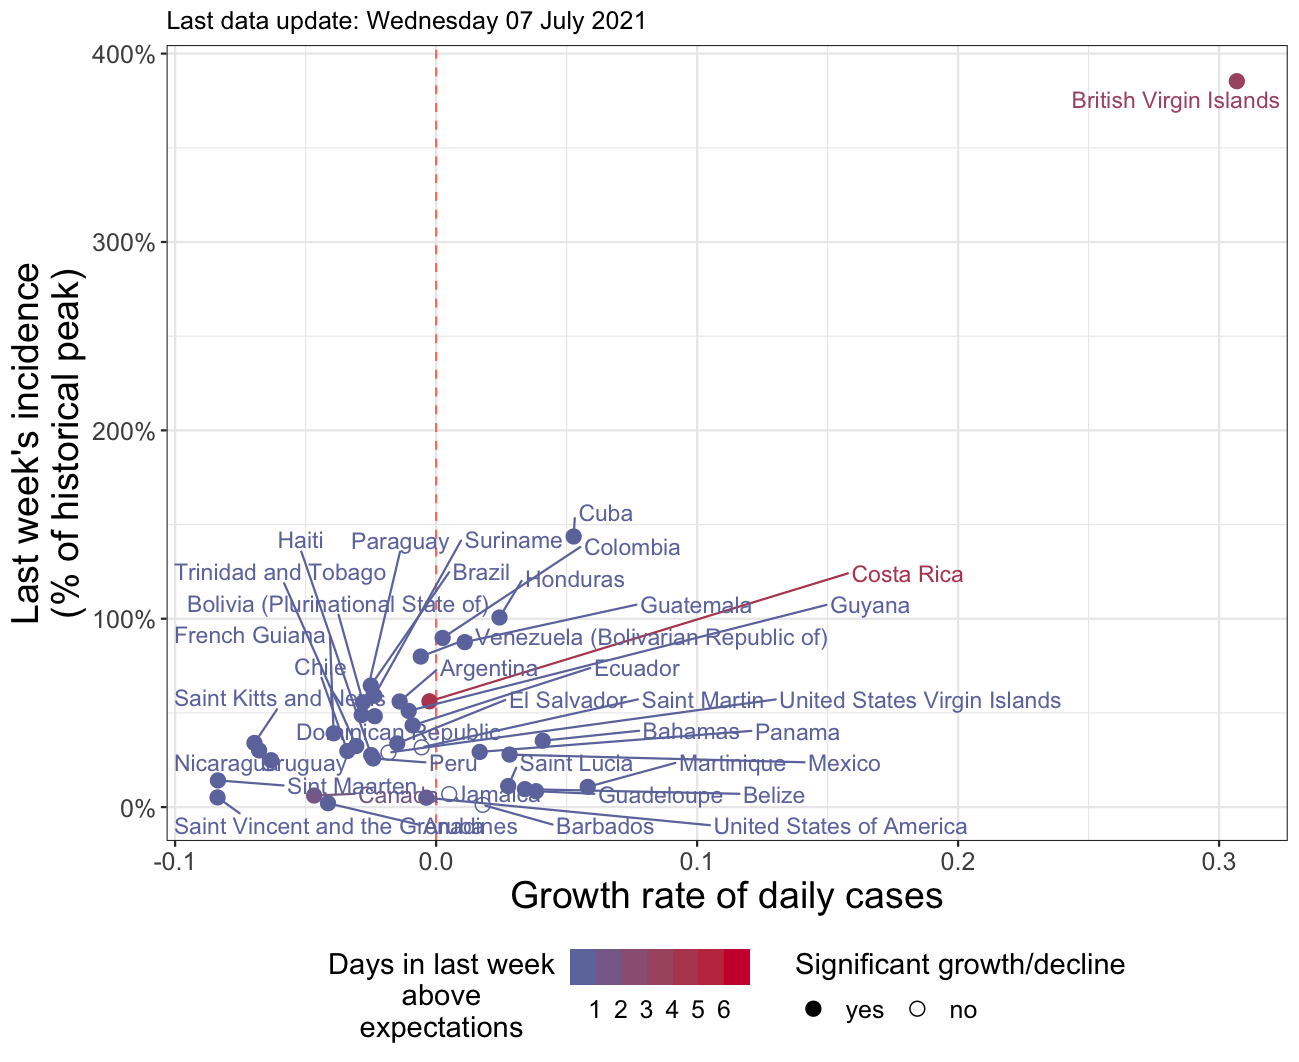 Last data update: Wednesday 07 July 2021
400%
British Virgin Islands
300%
Last week's incidence
(% of historical peak)
200%
Cuba
Haiti
Paraguay
Suriname
Colombia
Trinidad and Tobago
Brazil
Honduras
Costa Rica
Bolivia (Plurinational State of)
Guatemala
Guyana
100%
French Guiana
Venezuela (Bolivarian Republic of)
Chile
Argentina
Ecuador
Saint Kitts and Nevis
El Salvador
Saint Martin
United States Virgin Islands
Dominican Republic
Bahamas
Panama
Nicaragua
Uruguay
Peru
Saint Lucia
Martinique
Mexico
Sint Maarten
Canada
Jamaica
Guadeloupe
Belize
0%
Saint Vincent and the Grenadines
Aruba
Barbados
United States of America
-0.1
0.0
0.1
0.2
0.3
Growth rate of daily cases
Days in last week
above
expectations
1 2 3 4 5 6
Significant growth/decline
yes
no